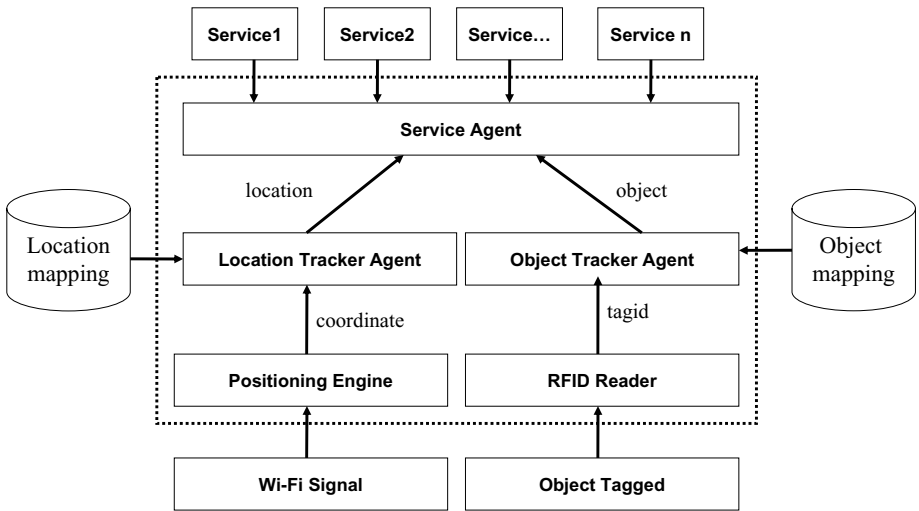 Service1
Service2
Service…
Service n
Service Agent
location
object
Location
mapping
Location Tracker Agent
Object Tracker Agent
Object
mapping
coordinate
tagid
Positioning Engine
RFID Reader
Wi-Fi Signal
Object Tagged